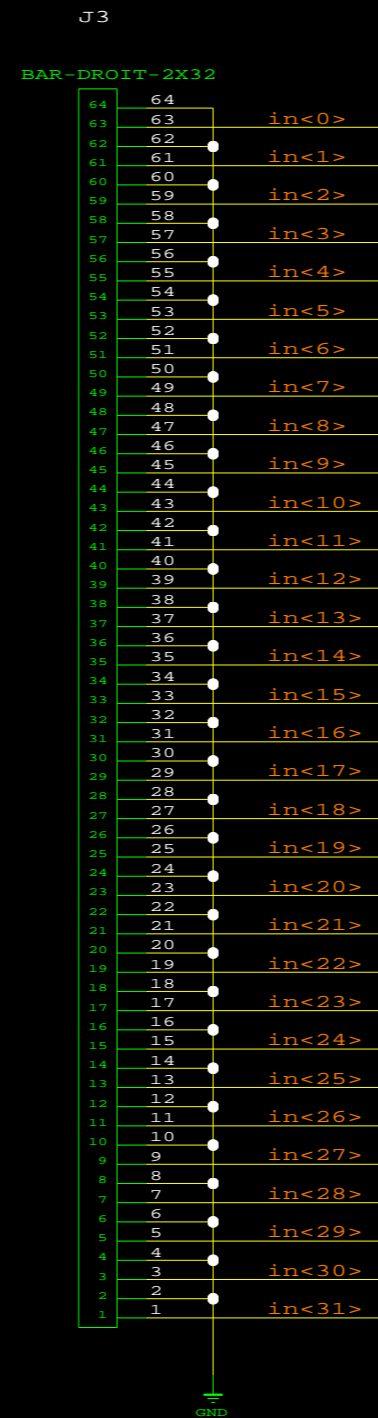 J3
BAR-DROIT-2X32
64 64
63 63 in<0>
62 62
61 61 in<1>
60 60
59 59 in<2>
58 58
57 57 in<3>
56 56
55 55 in<4>
54 54
53 53 in<5>
52 52
51 51 in<6>
50 50
49 49 in<7>
48 48
47 47 in<8>
46 46
45 45 in<9>
44 44
43 43 in<10>
42 42
41 41 in<11>
40 40
39 39 in<12>
38 38
37 37 in<13>
36 36
35 35 in<14>
34 34
33 33 in<15>
32 32
31 31 in<16>
30 30
29 29 in<17>
28 28
27 27 in<18>
26 26
25 25 in<19>
24 24
23 23 in<20>
22 22
21 21 in<21>
20 20
19 19 in<22>
18 18
17 17 in<23>
16 16
15 15 in<24>
14 14
13 13 in<25>
12 12
11 11 in<26>
10 10
9 9 in<27>
8 8
7 7 in<28>
6 6
5 5 in<29>
4 4
3 3 in<30>
2 2
1 1 in<31>
GND